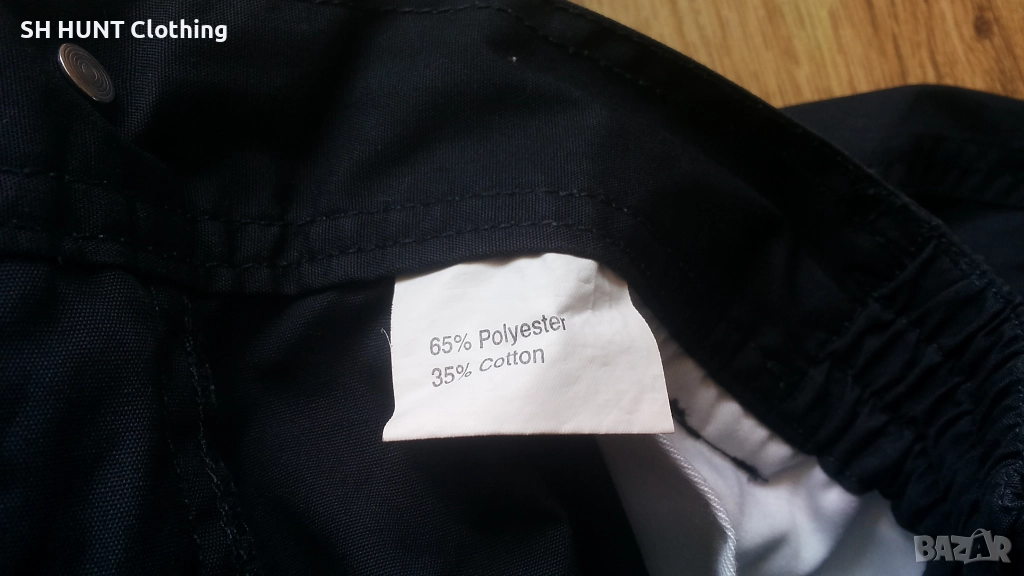 SH HUNT Clothing
65% Polyester
35% Cotton
BAZAR